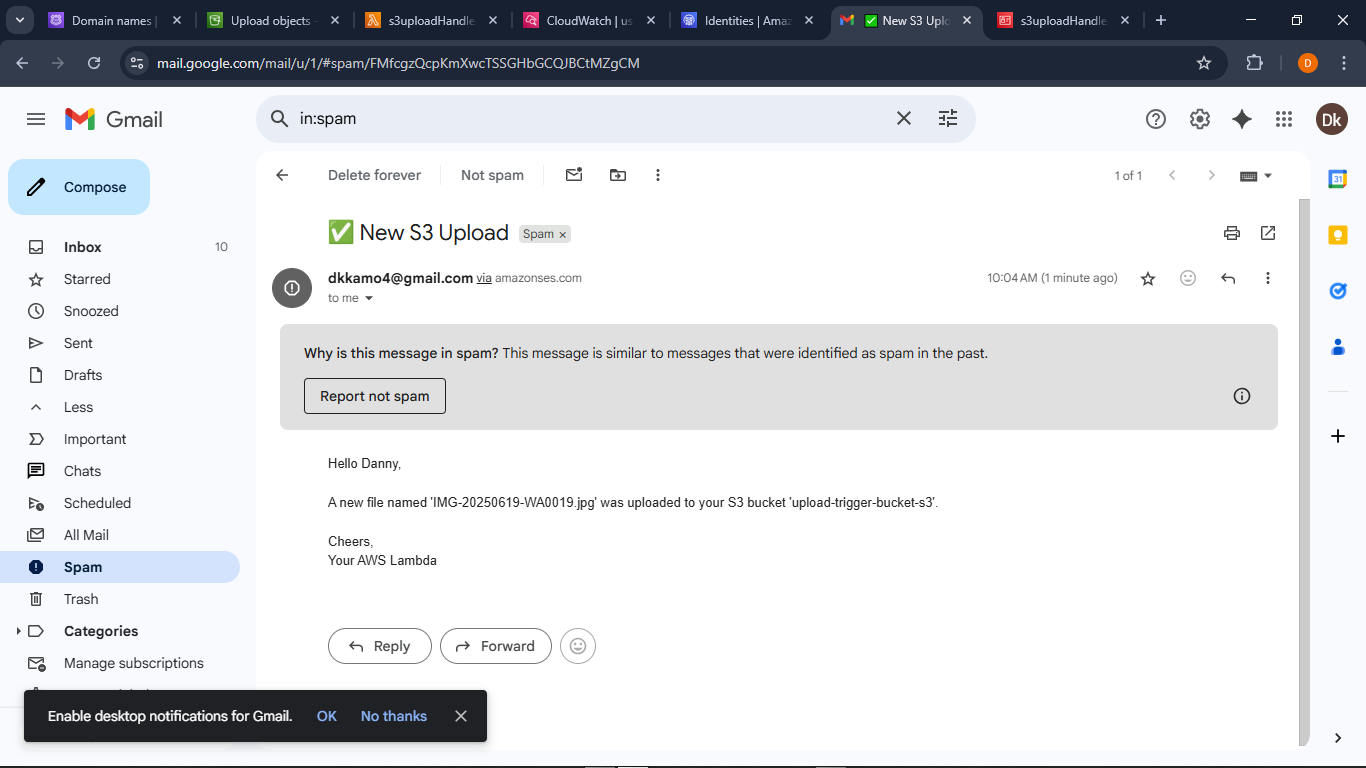 Domain names |
Upload objects -
s3uploadHandle
CloudWatch | us
Identities | Amaz
✅ New S3 Uplo
s3uploadHandle
mail.google.com/mail/u/1/#spam/FMfcgzQcpKmXwcTSSGHbGCQJBCtMZgCM
D
Gmail
in:spam
Dk
Compose
Delete forever
Not spam
1 of 1
31
✅ New S3 Upload
Spam ×
Inbox 10
Starred
Snoozed
Sent
Drafts
Less
Important
Chats
Scheduled
All Mail
Spam
Trash
Categories
Manage subscriptions
dkkamo4@gmail.com via amazonses.com
10:04 AM (1 minute ago)
to me
Why is this message in spam? This message is similar to messages that were identified as spam in the past.
Report not spam
Hello Danny,
A new file named 'IMG-20250619-WA0019.jpg' was uploaded to your S3 bucket 'upload-trigger-bucket-s3'.
Cheers,
Your AWS Lambda
Reply
Forward
Enable desktop notifications for Gmail.
OK
No thanks